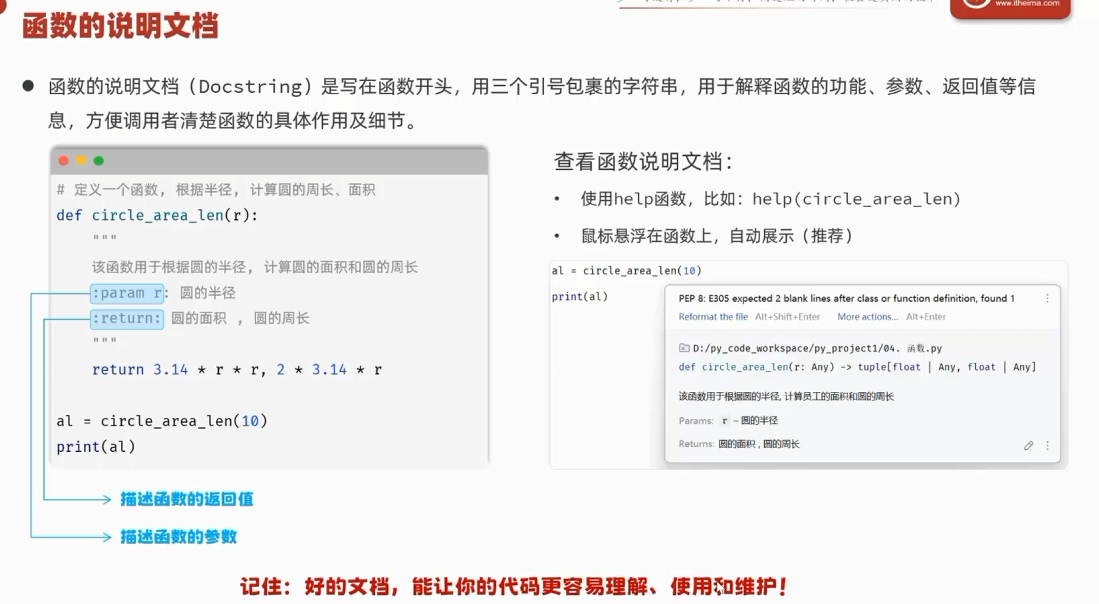 函数的说明文档
www.itheima.com
● 函数的说明文档（Docstring）是写在函数开头，用三个引号包裹的字符串，用于解释函数的功能、参数、返回值等信
息，方便调用者清楚函数的具体作用及细节。
# 定义一个函数, 根据半径, 计算圆的周长、面积
def circle_area_len(r):
"""
该函数用于根据圆的半径, 计算圆的面积和圆的周长
:param r: 圆的半径
:return: 圆的面积 , 圆的周长
"""
return 3.14 * r * r, 2 * 3.14 * r
al = circle_area_len(10)
print(al)
描述函数的返回值
描述函数的参数
查看函数说明文档：
• 使用help函数，比如：help(circle_area_len)
• 鼠标悬浮在函数上，自动展示（推荐）
al = circle_area_len(10)
print(al)
PEP 8: E305 expected 2 blank lines after class or function definition, found 1
Reformat the file Alt+Shift+Enter More actions... Alt+Enter
D:/py_code_workspace/py_project1/04. 函数.py
def circle_area_len(r: Any) -> tuple[float | Any, float | Any]
该函数用于根据圆的半径, 计算员工的面积和圆的周长
Params: r – 圆的半径
Returns: 圆的面积 , 圆的周长
记住：好的文档，能让你的代码更容易理解、使用和维护！